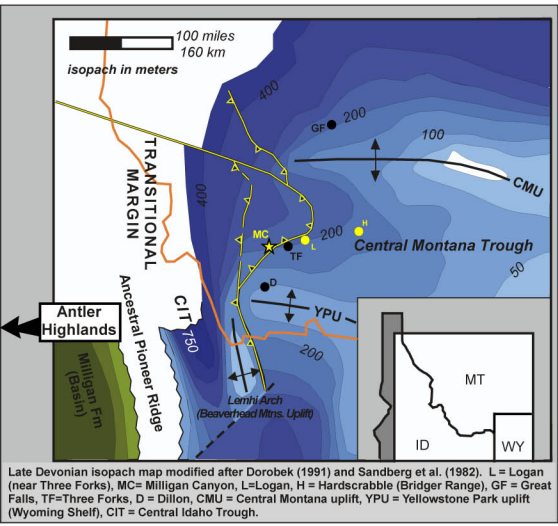 100 miles
160 km
isopach in meters
400
GF
200
100
CMU
TRANSITIONAL
MARGIN
400
MC
L
H
200
TF
Central Montana Trough
50
D
YPU
CIT
750
200
Antler
Highlands
Ancestral Pioneer Ridge
Milligan Fm
(Basin)
Lemhi Arch
(Beaverhead Mtns. Uplift)
MT
ID
WY
Late Devonian isopach map modified after Dorobek (1991) and Sandberg et al. (1982).  L = Logan
(near Three Forks), MC= Milligan Canyon, L=Logan, H = Hardscrabble (Bridger Range), GF = Great
Falls, TF=Three Forks, D = Dillon, CMU = Central Montana uplift, YPU = Yellowstone Park uplift
(Wyoming Shelf), CIT = Central Idaho Trough.